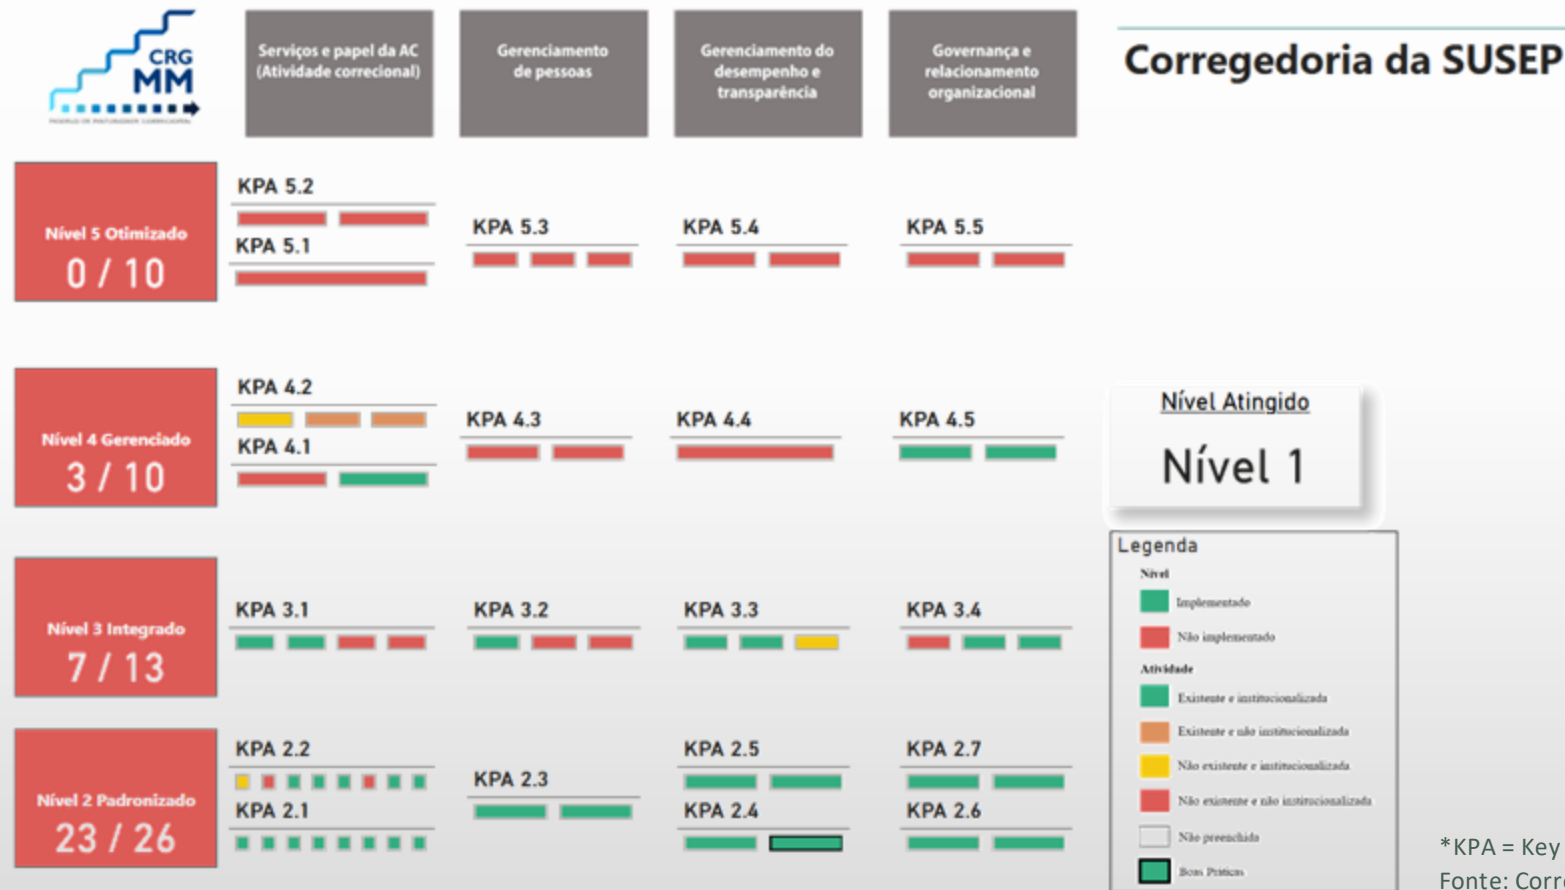 CRG
MM
MODELO DE MATURIDADE CORRECIONAL
Serviços e papel da AC
(Atividade correcional)
Gerenciamento
de pessoas
Gerenciamento do
desempenho e
transparência
Governança e
relacionamento
organizacional
Corregedoria da SUSEP
Nível 5 Otimizado
0 / 10
KPA 5.2
KPA 5.1
KPA 5.3
KPA 5.4
KPA 5.5
Nível 4 Gerenciado
3 / 10
KPA 4.2
KPA 4.1
KPA 4.3
KPA 4.4
KPA 4.5
Nível Atingido
Nível 1
Nível 3 Integrado
7 / 13
KPA 3.1
KPA 3.2
KPA 3.3
KPA 3.4
Nível 2 Padronizado
23 / 26
KPA 2.2
KPA 2.1
KPA 2.3
KPA 2.5
KPA 2.4
KPA 2.7
KPA 2.6
Legenda
Nível
Implementado
Não implementado
Atividade
Existente e institucionalizada
Existente e não institucionalizada
Não existente e institucionalizada
Não existente e não institucionalizada
Não preenchida
Boas Práticas
*KPA = Key
Fonte: Corr